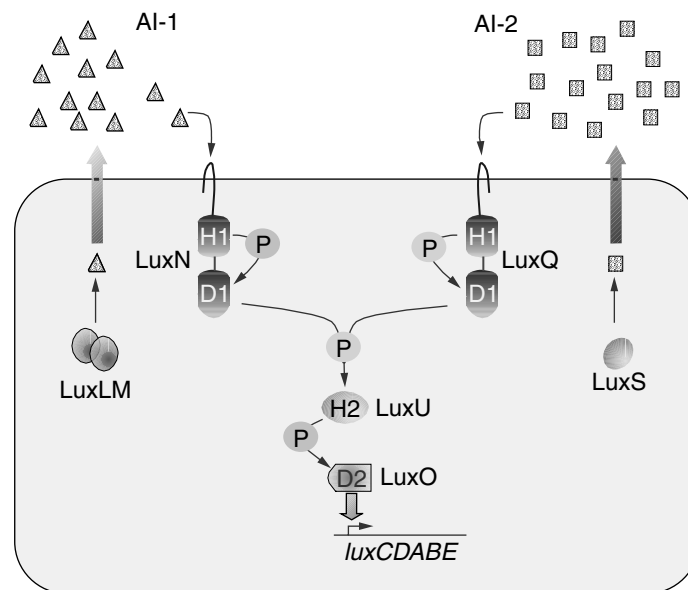 AI-1
AI-2
H1
P
LuxN
D1
P
H1
LuxQ
D1
LuxLM
P
LuxS
H2
LuxU
P
D2
LuxO
luxCDABE